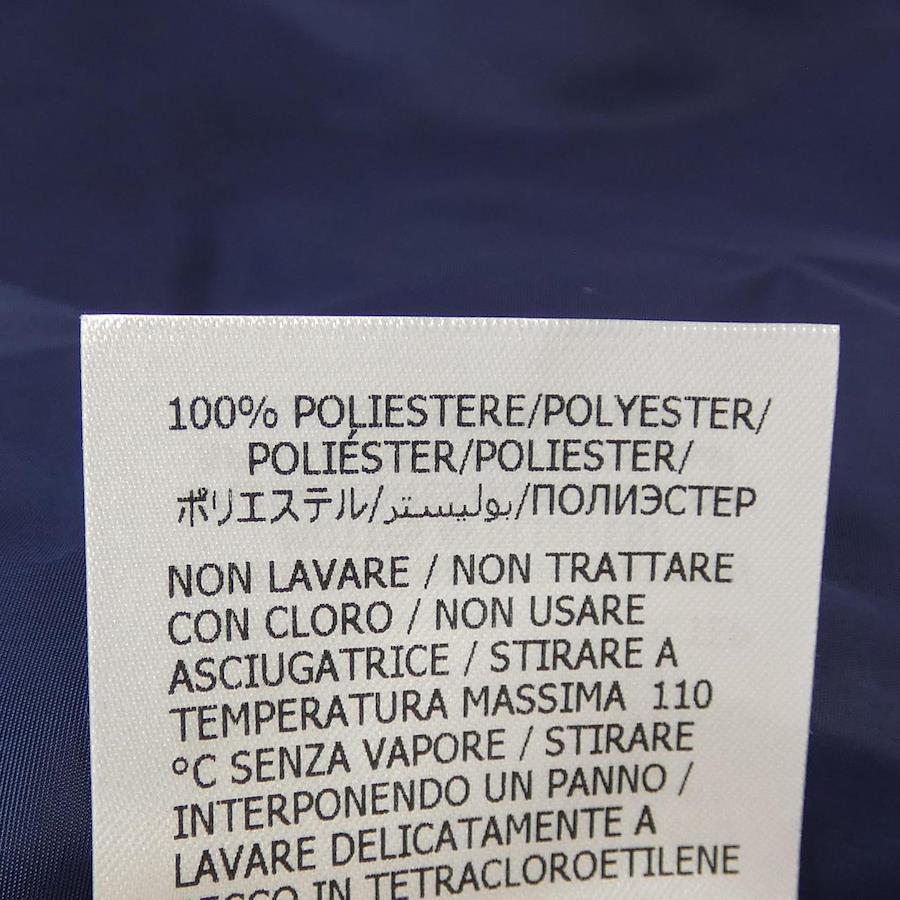 100% POLIESTERE/POLYESTER/
POLIÉSTER/POLIESTER/
ポリエステル/بوليستر/ПОЛИЭСТЕР
NON LAVARE / NON TRATTARE
CON CLORO / NON USARE
ASCIUGATRICE / STIRARE A
TEMPERATURA MASSIMA 110
°C SENZA VAPORE / STIRARE
INTERPONENDO UN PANNO /
LAVARE DELICATAMENTE A
SECCO IN TETRACLOROETILENE